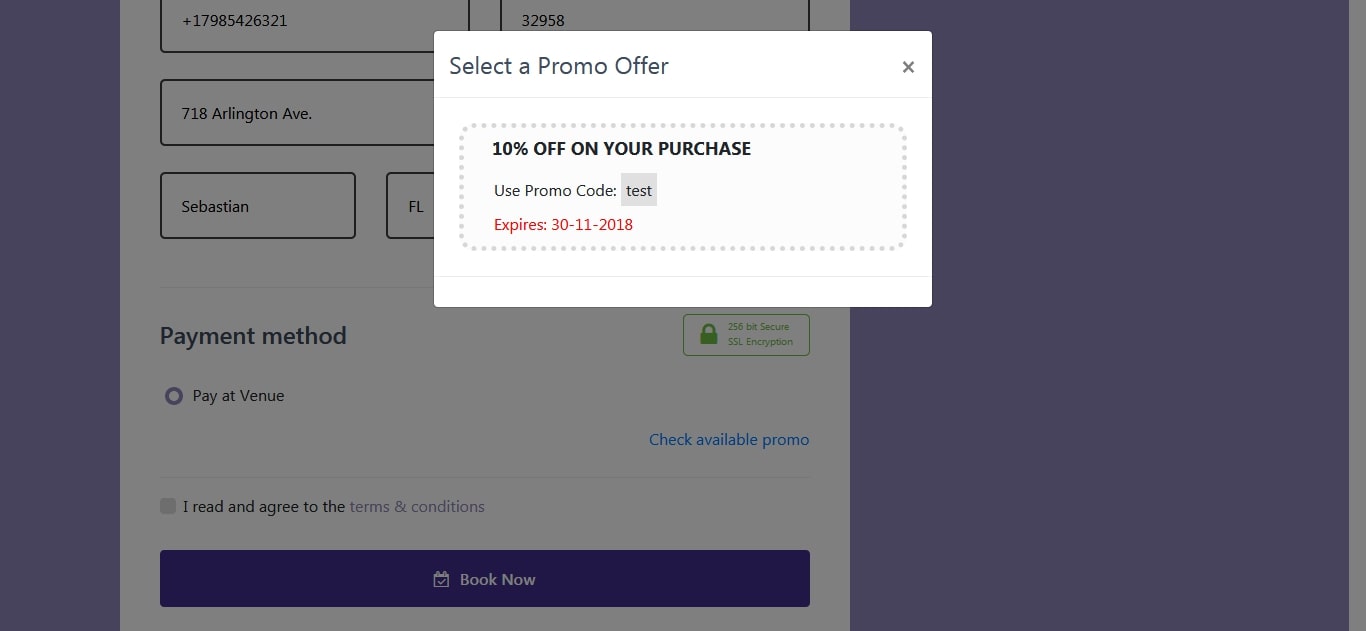 +17985426321
32958
Select a Promo Offer
×
718 Arlington Ave.
10% OFF ON YOUR PURCHASE
Use Promo Code: test
Sebastian
FL
Expires: 30-11-2018
Payment method
256 bit Secure
SSL Encryption
Pay at Venue
Check available promo
I read and agree to the terms & conditions
Book Now